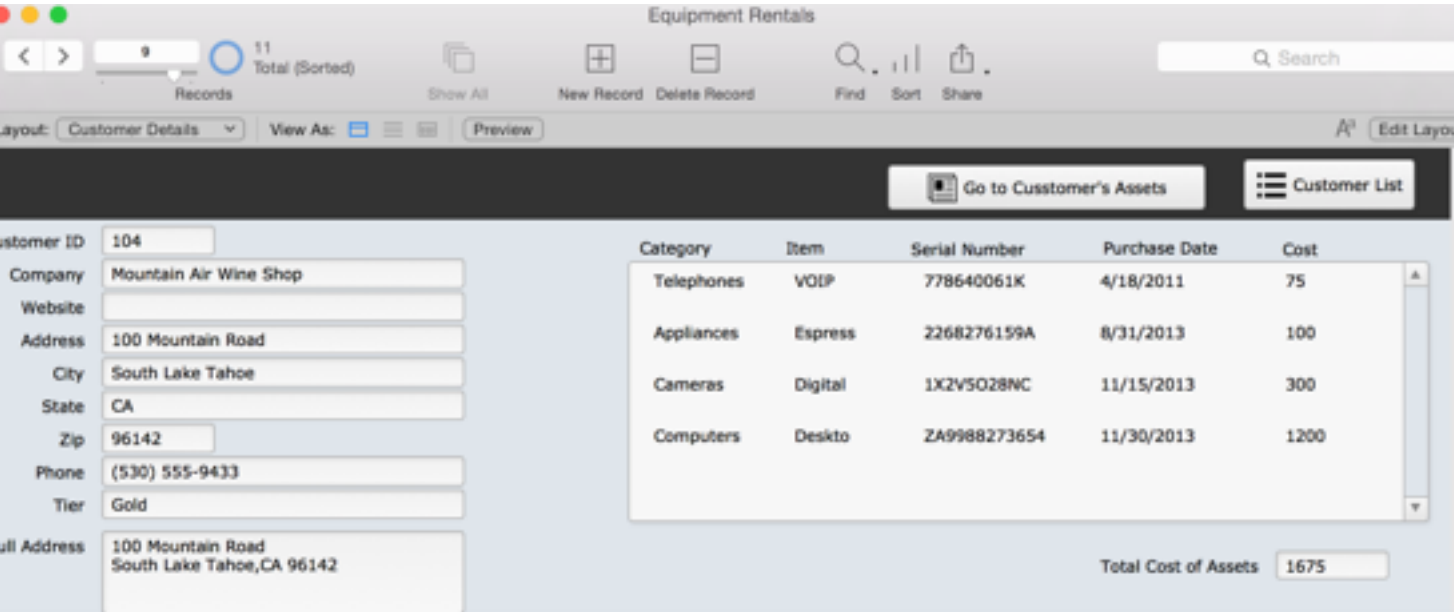 Equipment Rentals
9
11
Total (Sorted)
Search
Records
Show All
New Record
Delete Record
Find
Sort
Share
ayout: Customer Details
View As:
Preview
Aa
Edit Layou
Go to Cusstomer's Assets
Customer List
ustomer ID 104
Company Mountain Air Wine Shop
Website
Address 100 Mountain Road
City South Lake Tahoe
State CA
Zip 96142
Phone (530) 555-9433
Tier Gold
ull Address 100 Mountain Road
South Lake Tahoe,CA 96142
Category Item Serial Number Purchase Date Cost
Telephones VOIP 778640061K 4/18/2011 75
Appliances Espress 2268276159A 8/31/2013 100
Cameras Digital 1X2V5O28NC 11/15/2013 300
Computers Deskto ZA9988273654 11/30/2013 1200
Total Cost of Assets 1675